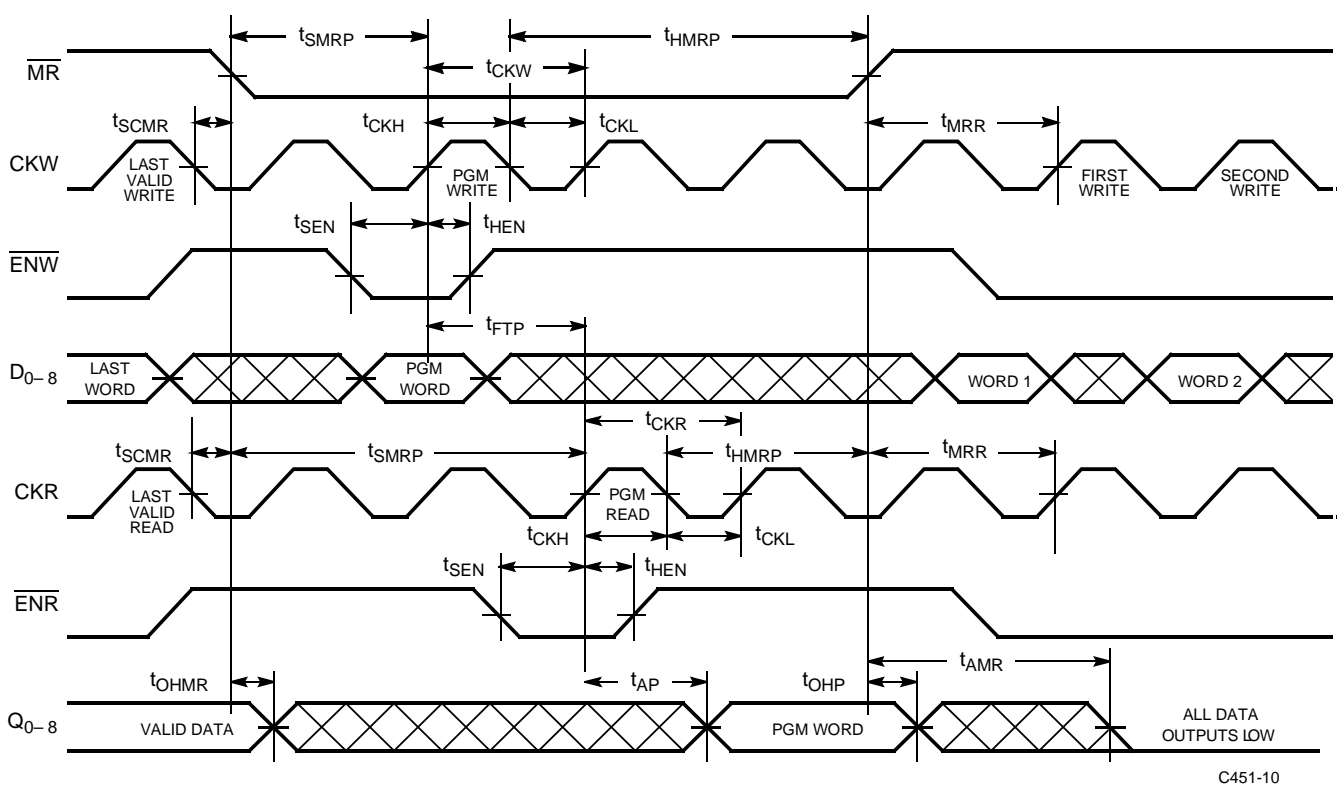 tSMRP
tHMRP
MR
tCKW
tSCMR
tCKH
tCKL
tMRR
CKW
LAST
VALID
WRITE
PGM
WRITE
FIRST
WRITE
SECOND
WRITE
tSEN
tHEN
ENW
tFTP
D0–8
LAST
WORD
PGM
WORD
WORD 1
WORD 2
tCKR
tSCMR
tSMRP
tHMRP
tMRR
CKR
LAST
VALID
READ
PGM
READ
tCKH
tCKL
tSEN
tHEN
ENR
tOHMR
tAP
tOHP
tAMR
Q0–8
VALID DATA
PGM WORD
ALL DATA
OUTPUTS LOW
C451-10